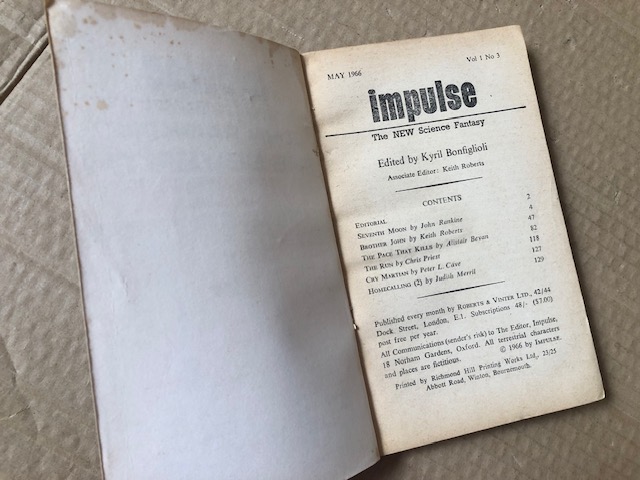 MAY 1966
Vol 1 No 3
impulse
The NEW Science Fantasy
Edited by Kyril Bonfiglioli
Associate Editor: Keith Roberts
CONTENTS
EDITORIAL 2
SEVENTH MOON by John Rankine 4
BROTHER JOHN by Keith Roberts 47
THE PACE THAT KILLS by Alistair Bevan 82
THE RUN by Chris Priest 118
CRY MARTIAN by Peter L. Cave 127
HOMECALLING (2) by Judith Merril 129
Published every month by ROBERTS & VINTER LTD., 42/44
Dock Street, London, E.1. Subscriptions 48/- ($7.00)
post free per year.
All Communications (sender's risk) to The Editor, Impulse,
18 Norham Gardens, Oxford. All terrestrial characters
and places are fictitious. © 1966 by IMPULSE.
Printed by Richmond Hill Printing Works Ltd., 23/25
Abbott Road, Winton, Bournemouth.